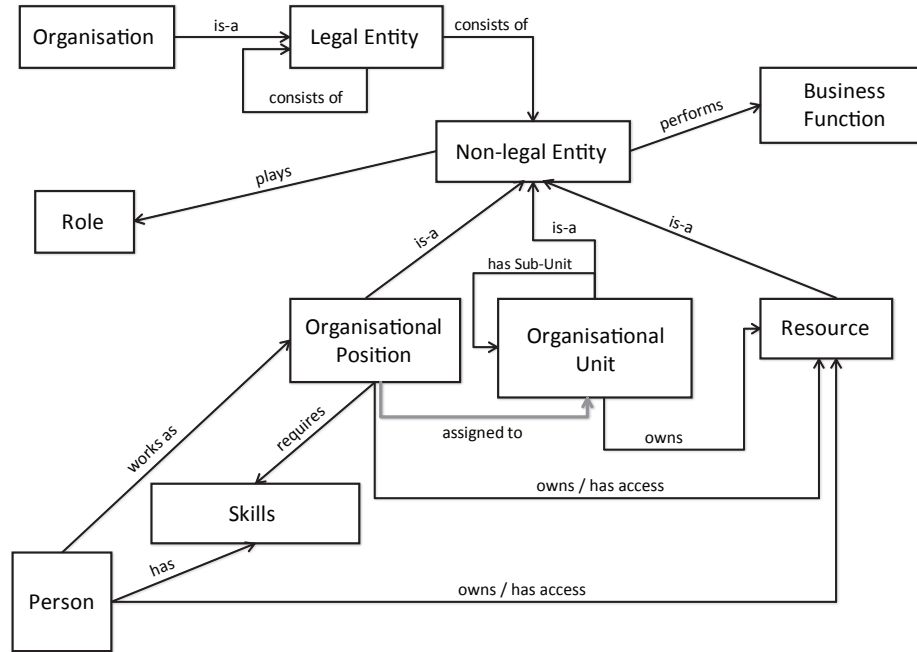 Organisation
is-a
Legal Entity
consists of
consists of
Business
Function
performs
Non-legal Entity
plays
Role
is-a
is-a
is-a
has Sub-Unit
Organisational
Position
Organisational
Unit
Resource
assigned to
requires
owns
works as
owns / has access
Skills
has
Person
owns / has access